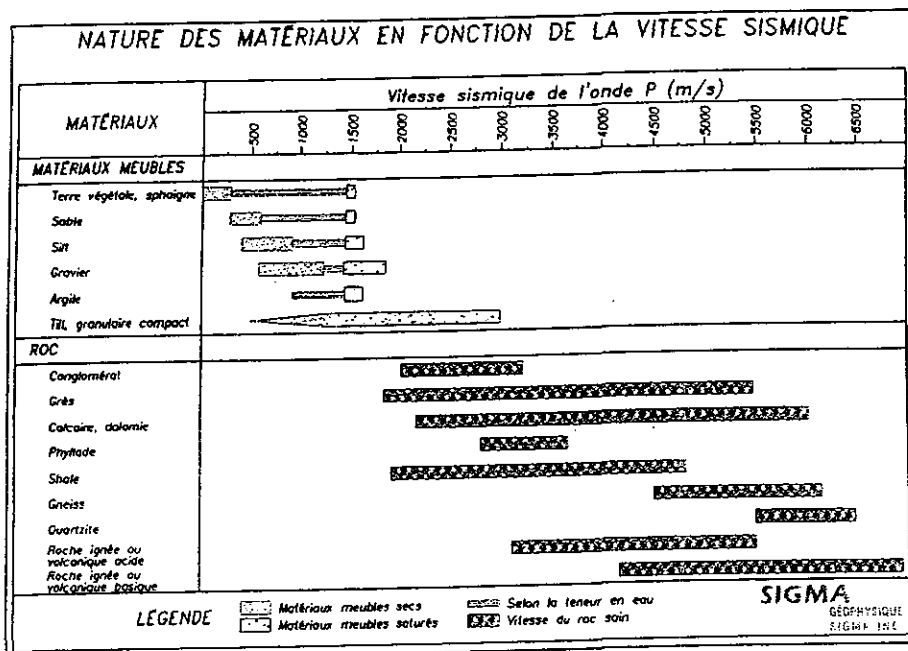 NATURE DES MATÉRIAUX EN FONCTION DE LA VITESSE SISMIQUE
MATÉRIAUX
Vitesse sismique de l'onde P (m/s)
500
1000
1500
2000
2500
3000
3500
4000
4500
5000
5500
6000
6500
MATÉRIAUX MEUBLES
Terre végétale, sphaigne
Sable
Silt
Gravier
Argile
Till, granulaire compact
ROC
Conglomérat
Grès
Calcaire, dolomie
Phyllade
Shale
Gneiss
Quartzite
Roche ignée ou
volcanique acide
Roche ignée ou
volcanique basique
LÉGENDE
Matériaux meubles secs
Selon la teneur en eau
Matériaux meubles saturés
Vitesse du roc sain
SIGMA
GÉOPHYSIQUE
SIGMA INC.